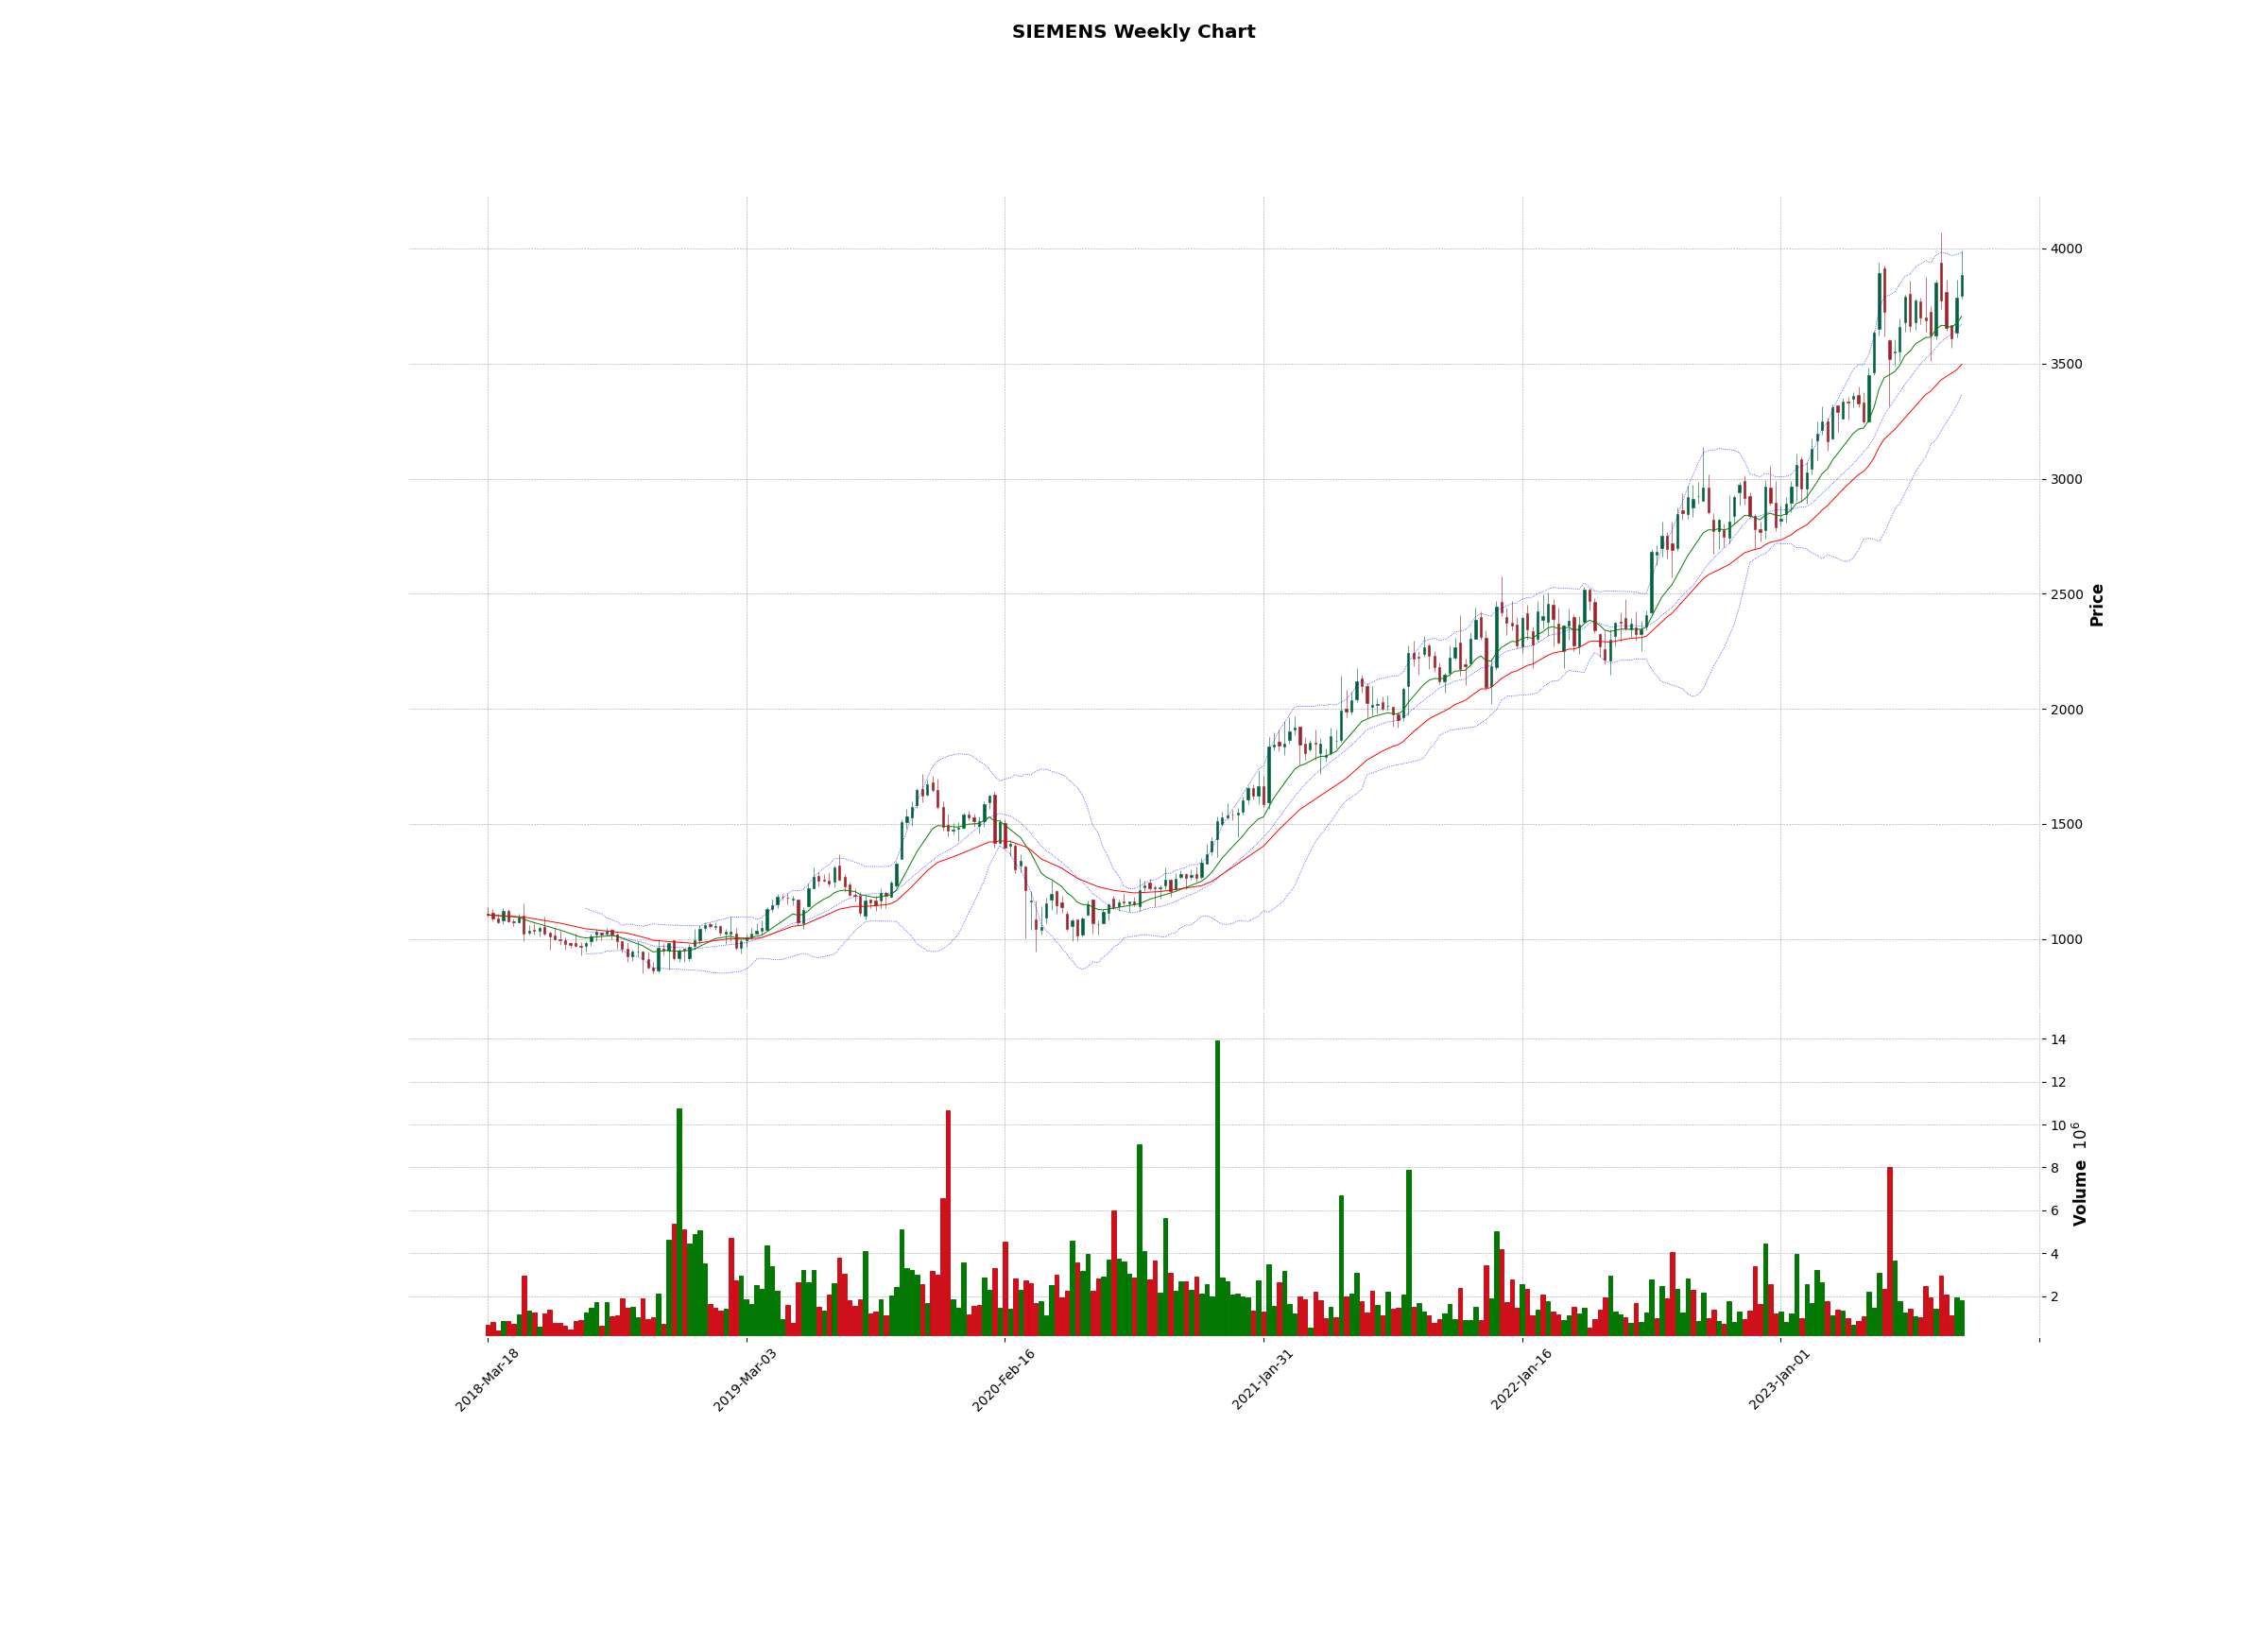 SIEMENS Weekly Chart
4000
3500
3000
2500
2000
1500
1000
Price
14
12
10
8
6
4
2
Volume 10^6
2018-Mar-18
2019-Mar-03
2020-Feb-16
2021-Jan-31
2022-Jan-16
2023-Jan-01